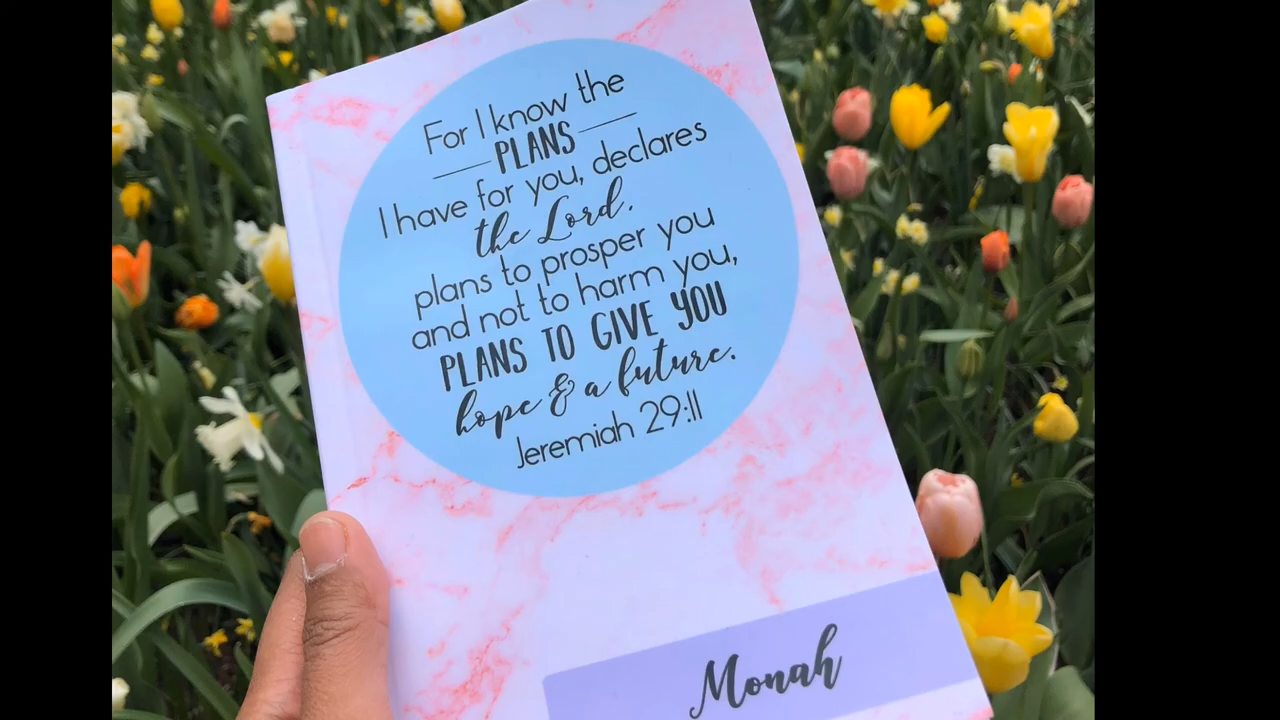 For I know the
PLANS
I have for you, declares
the Lord.
plans to prosper you
and not to harm you,
PLANS TO GIVE YOU
hope & a future.
Jeremiah 29:11
Monah